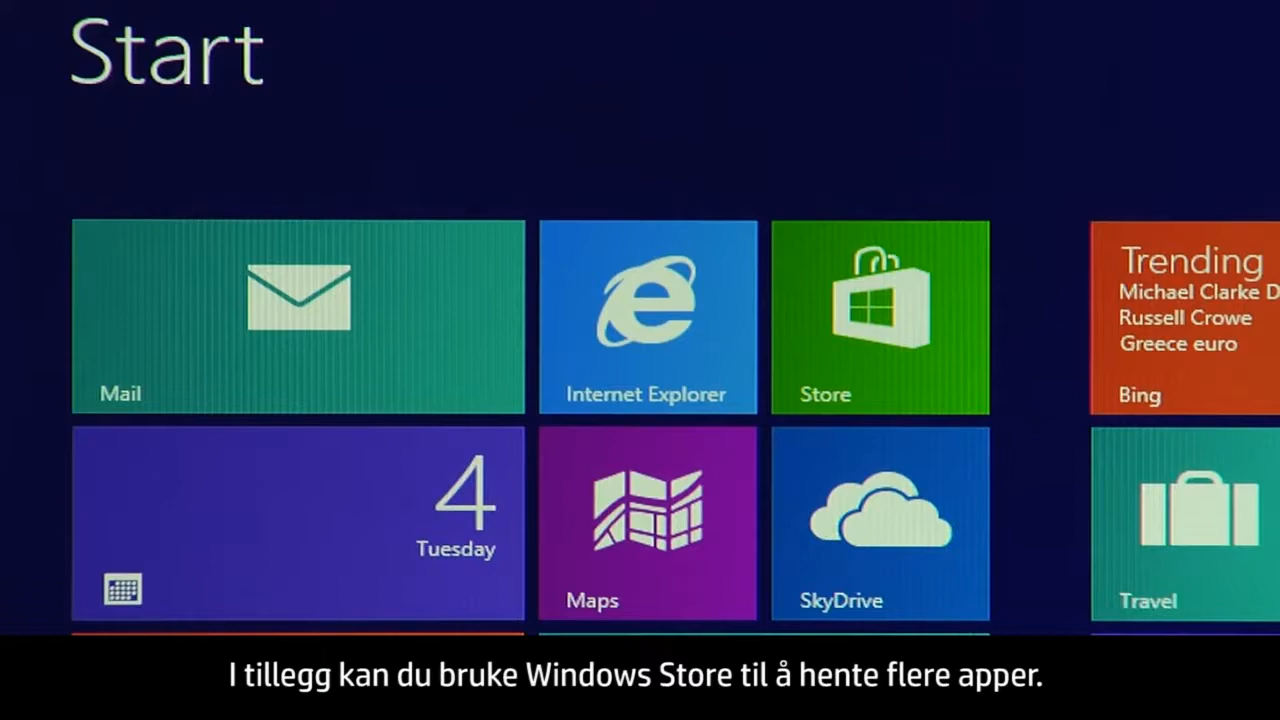 Start
Mail
Internet Explorer
Store
Trending
Michael Clarke D
Russell Crowe
Greece euro
Bing
4
Tuesday
Maps
SkyDrive
Travel
I tillegg kan du bruke Windows Store til å hente flere apper.